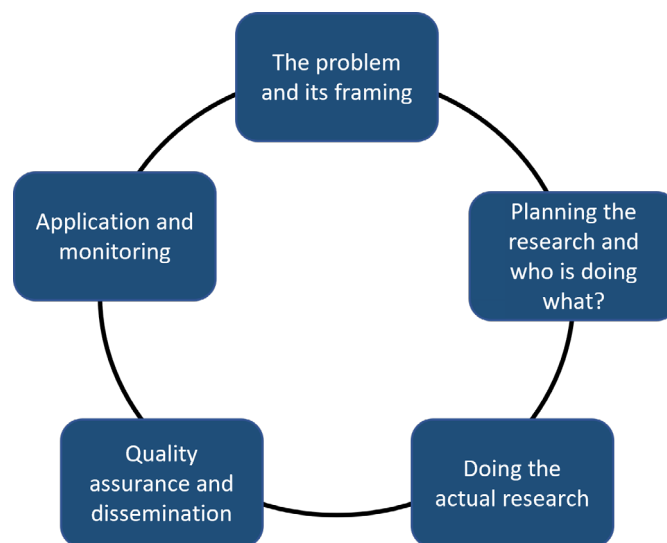 The problem
and its framing
Planning the
research and
who is doing
what?
Doing the
actual research
Quality
assurance and
dissemination
Application and
monitoring